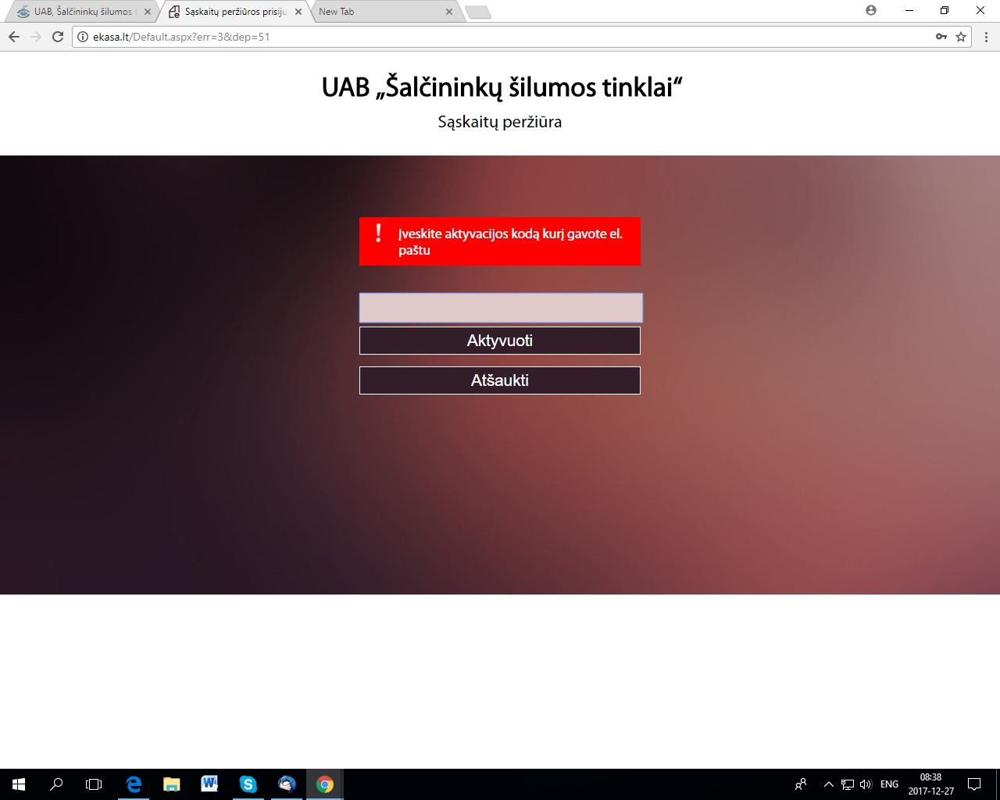 UAB, Šalčininkų šilumos t
Sąskaitų peržiūros prisiju
New Tab
ekasa.lt/Default.aspx?err=3&dep=51
UAB „Šalčininkų šilumos tinklai“
Sąskaitų peržiūra
! Įveskite aktyvacijos kodą kurį gavote el.
paštu
Aktyvuoti
Atšaukti
ENG
08:38
2017-12-27